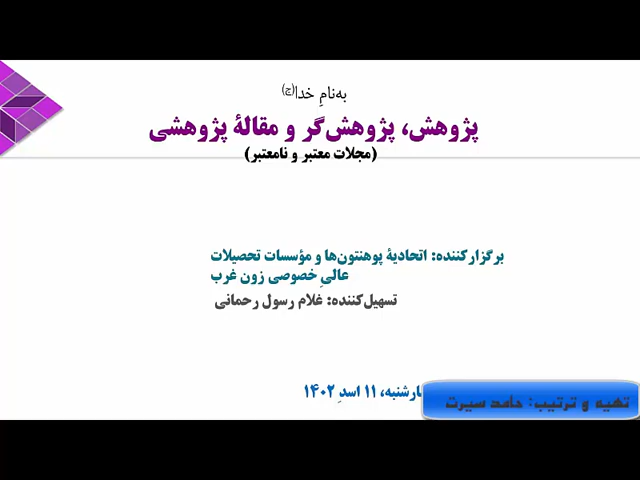 به‌نامِ خدا(ج)
پژوهش، پژوهش‌گر و مقالهٔ پژوهشی
(مجلات معتبر و نامعتبر)
برگزارکننده: اتحادیهٔ پوهنتون‌ها و مؤسسات تحصیلات
عالیِ خصوصی زون غرب
تسهیل‌کننده: غلام رسول رحمانی
۱۱ اسدِ ۱۴۰۲
تهیه و ترتیب: حامد سیرت